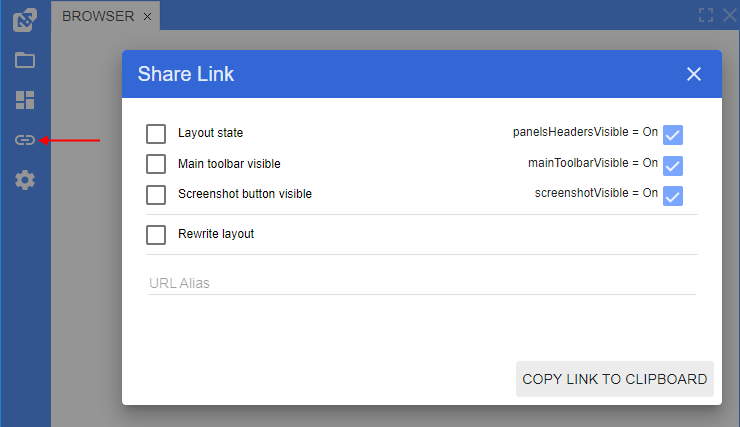 BROWSER
Share Link
Layout state panelsHeadersVisible = On
Main toolbar visible mainToolbarVisible = On
Screenshot button visible screenshotVisible = On
Rewrite layout
URL Alias
COPY LINK TO CLIPBOARD